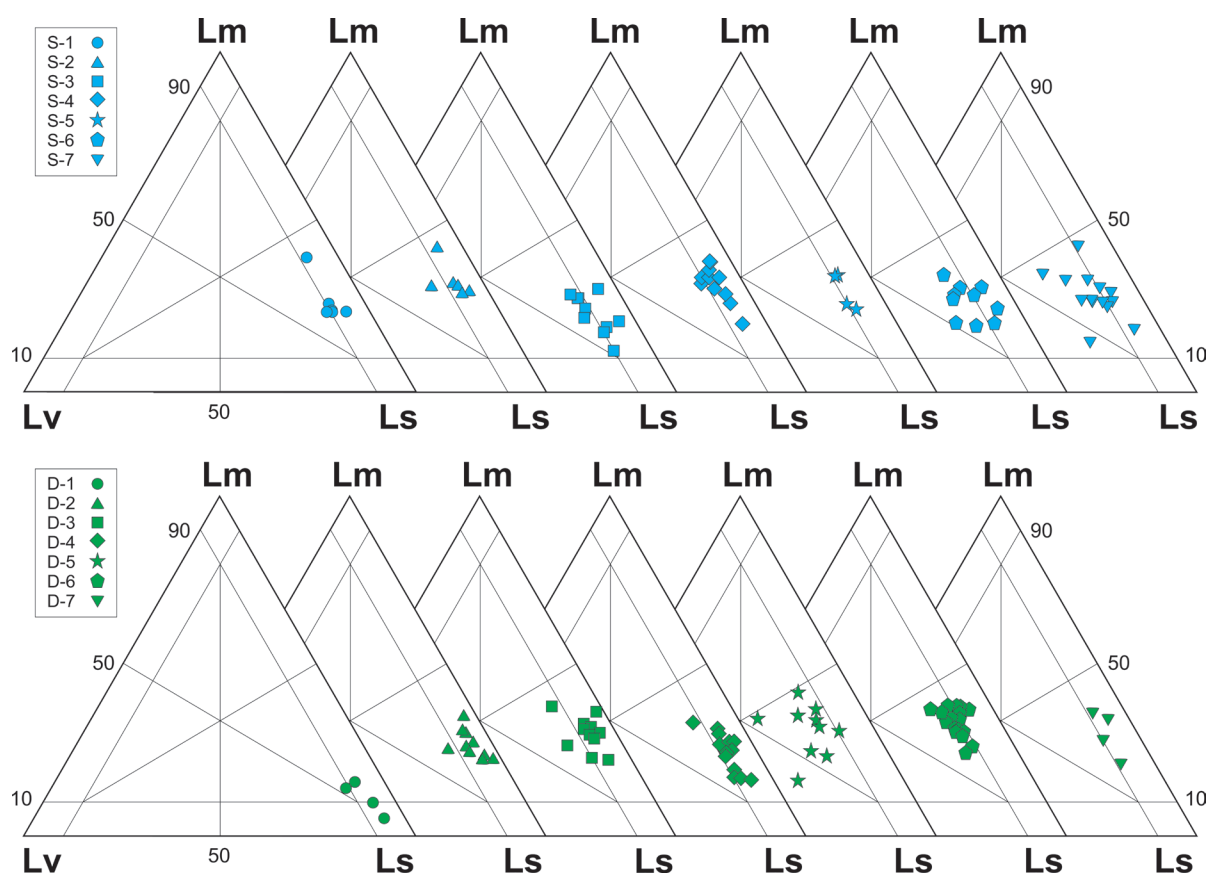 Lm Lm Lm Lm Lm Lm Lm
S-1
S-2
S-3
S-4
S-5
S-6
S-7
90 90
50 50
10 10
Lv 50 Ls Ls Ls Ls Ls Ls Ls
Lm Lm Lm Lm Lm Lm Lm
D-1
D-2
D-3
D-4
D-5
D-6
D-7
90 90
50 50
10 10
Lv 50 Ls Ls Ls Ls Ls Ls Ls